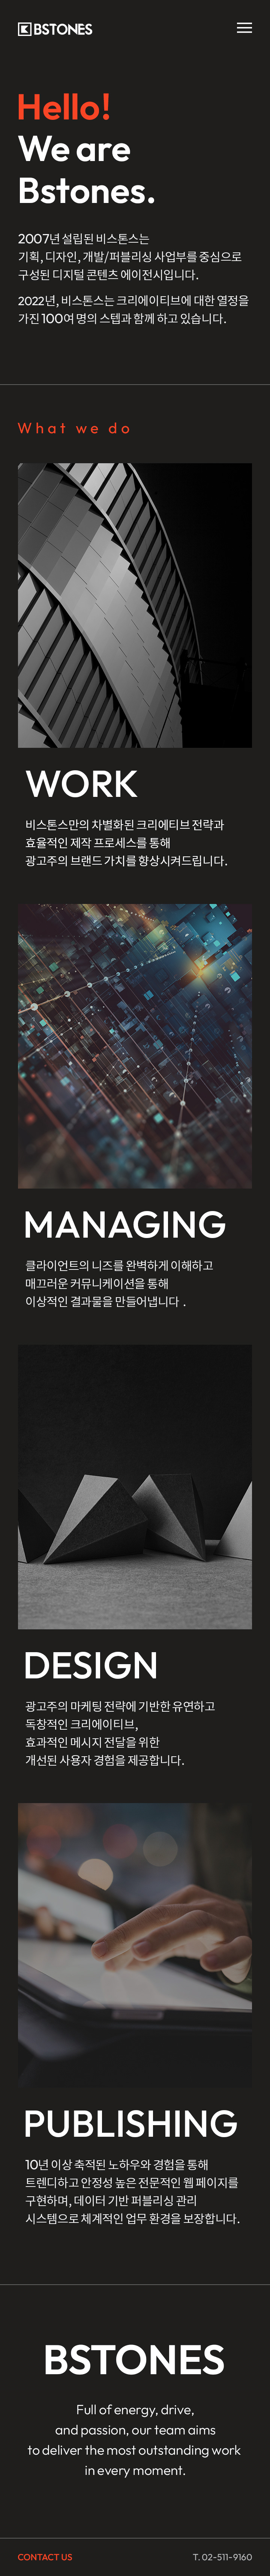 BSTONES
Hello!
We are
Bstones.
2007년 설립된 비스톤스는
기획, 디자인, 개발/퍼블리싱 사업부를 중심으로
구성된 디지털 콘텐츠 에이전시입니다.
2022년, 비스톤스는 크리에이티브에 대한 열정을
가진 100여 명의 스텝과 함께 하고 있습니다.
What we do
WORK
비스톤스만의 차별화된 크리에티브 전략과
효율적인 제작 프로세스를 통해
광고주의 브랜드 가치를 향상시켜드립니다.
MANAGING
클라이언트의 니즈를 완벽하게 이해하고
매끄러운 커뮤니케이션을 통해
이상적인 결과물을 만들어냅니다 .
DESIGN
광고주의 마케팅 전략에 기반한 유연하고
독창적인 크리에이티브,
효과적인 메시지 전달을 위한
개선된 사용자 경험을 제공합니다.
PUBLISHING
10년 이상 축적된 노하우와 경험을 통해
트렌디하고 안정성 높은 전문적인 웹 페이지를
구현하며, 데이터 기반 퍼블리싱 관리
시스템으로 체계적인 업무 환경을 보장합니다.
BSTONES
Full of energy, drive,
and passion, our team aims
to deliver the most outstanding work
in every moment.
CONTACT US
T. 02-511-9160